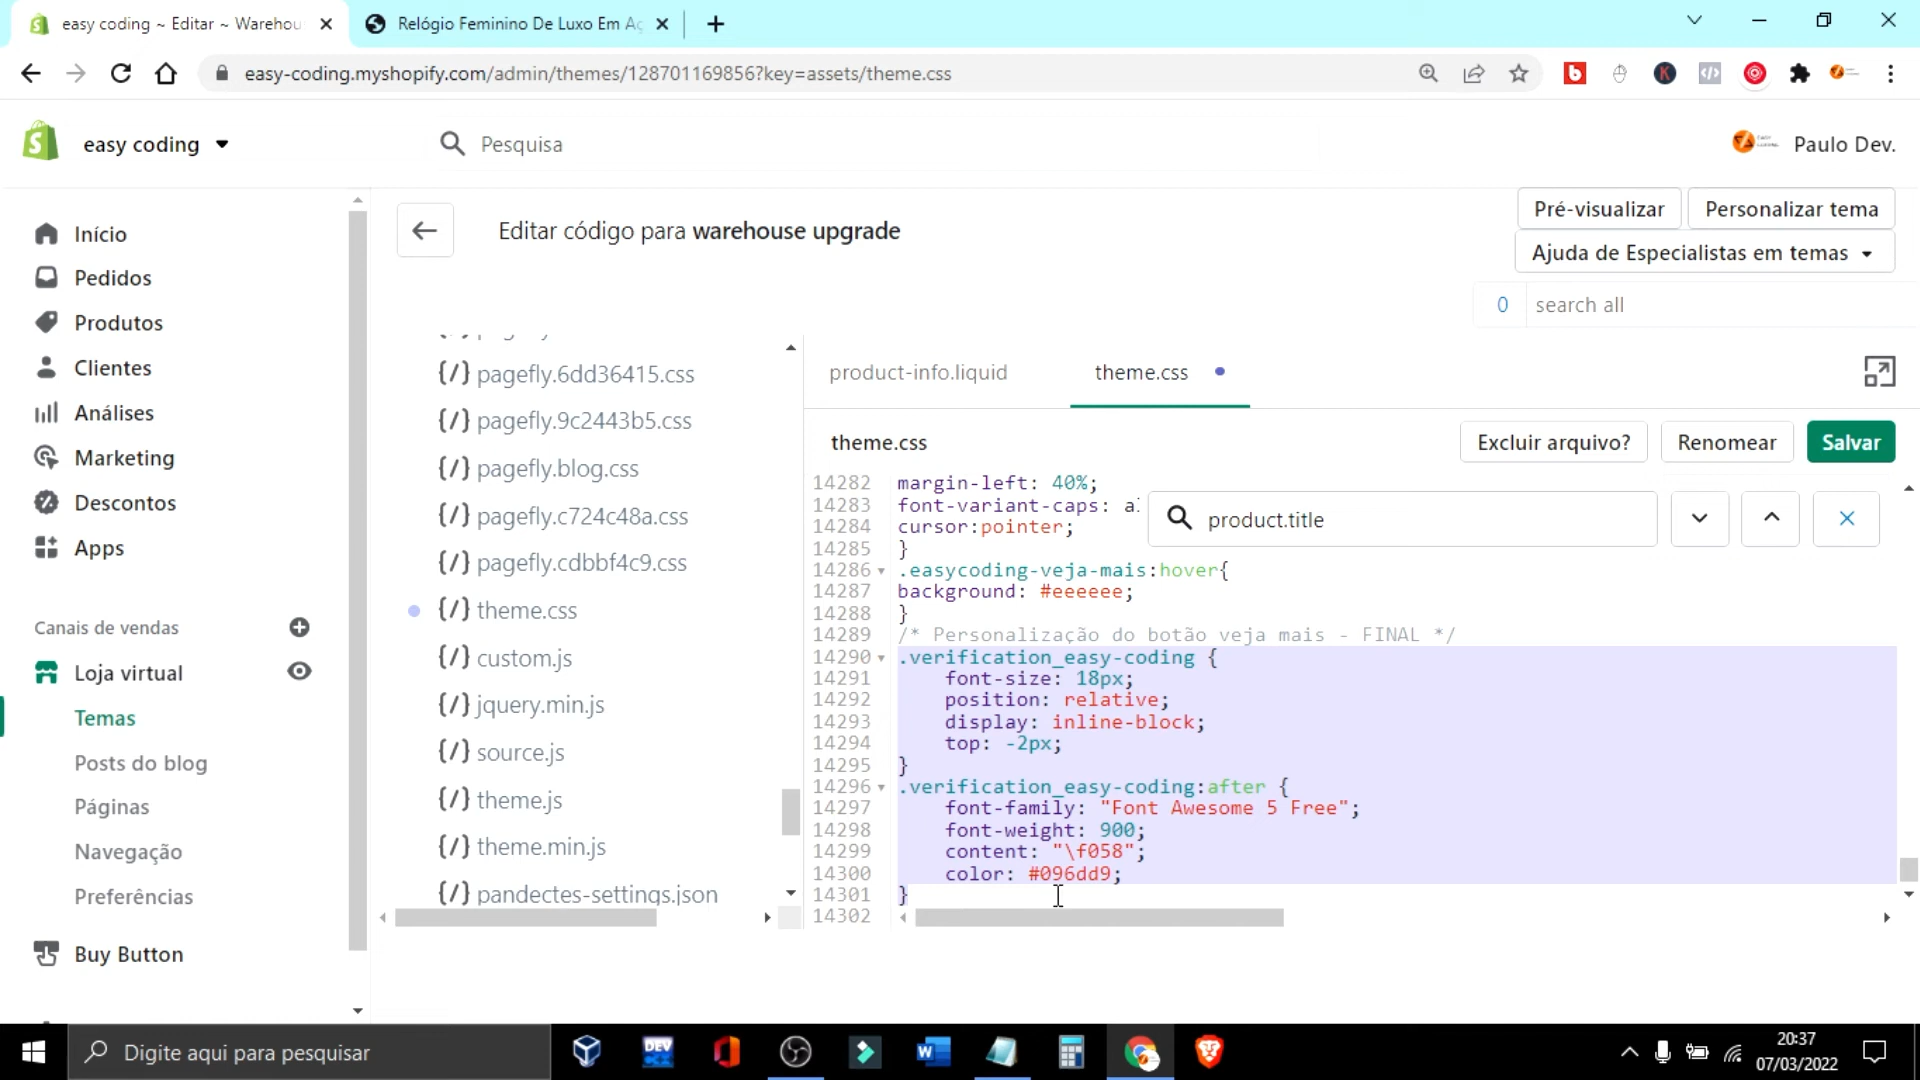 easy coding ~ Editar ~ Warehou
Relógio Feminino De Luxo Em Aç
easy-coding.myshopify.com/admin/themes/128701169856?key=assets/theme.css
easy coding
Pesquisa
Paulo Dev.
Início
Pedidos
Produtos
Clientes
Análises
Marketing
Descontos
Apps
Canais de vendas
Loja virtual
Temas
Posts do blog
Páginas
Navegação
Preferências
Buy Button
Editar código para warehouse upgrade
Pré-visualizar
Personalizar tema
Ajuda de Especialistas em temas
0
search all
{/} pagefly.6dd36415.css
{/} pagefly.9c2443b5.css
{/} pagefly.blog.css
{/} pagefly.c724c48a.css
{/} pagefly.cdbbf4c9.css
{/} theme.css
{/} custom.js
{/} jquery.min.js
{/} source.js
{/} theme.js
{/} theme.min.js
{/} pandectes-settings.json
product-info.liquid
theme.css
theme.css
Excluir arquivo?
Renomear
Salvar
product.title
14282 margin-left: 40%;
14283 font-variant-caps: a
14284 cursor:pointer;
14285 }
14286 .easycoding-veja-mais:hover{
14287 background: #eeeeee;
14288 }
14289 /* Personalização do botão veja mais - FINAL */
14290 .verification_easy-coding {
14291 font-size: 18px;
14292 position: relative;
14293 display: inline-block;
14294 top: -2px;
14295 }
14296 .verification_easy-coding:after {
14297 font-family: "Font Awesome 5 Free";
14298 font-weight: 900;
14299 content: "\f058";
14300 color: #096dd9;
14301 }
14302
Digite aqui para pesquisar
DEV
20:37
07/03/2022